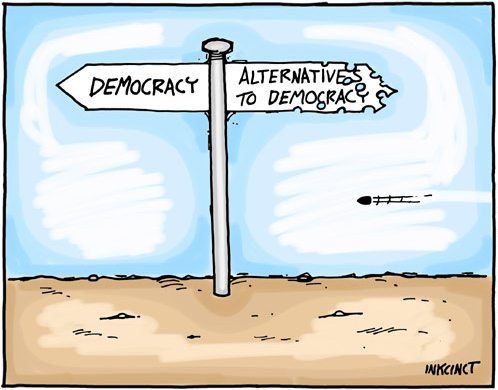 DEMOCRACY
ALTERNATIVES
TO DEMOCRACY
INKCINCT